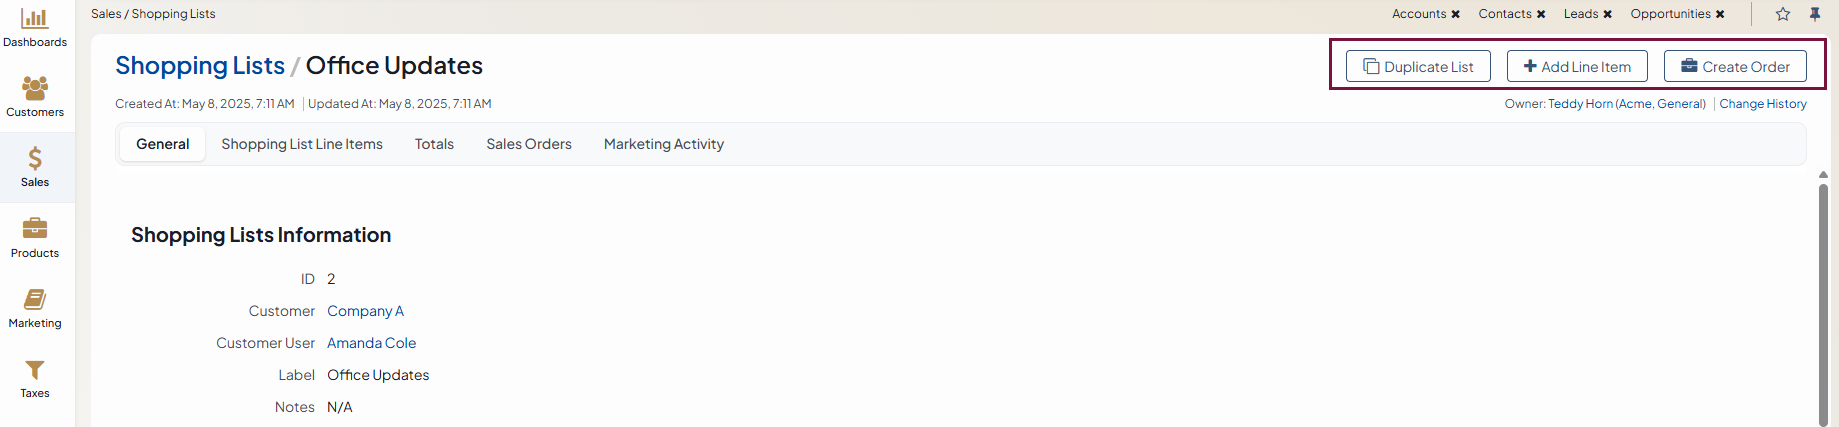 Sales / Shopping Lists
Accounts ✖ Contacts ✖ Leads ✖ Opportunities ✖
Dashboards
Customers
Sales
Products
Marketing
Taxes
Shopping Lists / Office Updates
Duplicate List
Add Line Item
Create Order
Created At: May 8, 2025, 7:11 AM | Updated At: May 8, 2025, 7:11 AM
Owner: Teddy Horn (Acme, General) | Change History
General Shopping List Line Items Totals Sales Orders Marketing Activity
Shopping Lists Information
ID 2
Customer Company A
Customer User Amanda Cole
Label Office Updates
Notes N/A